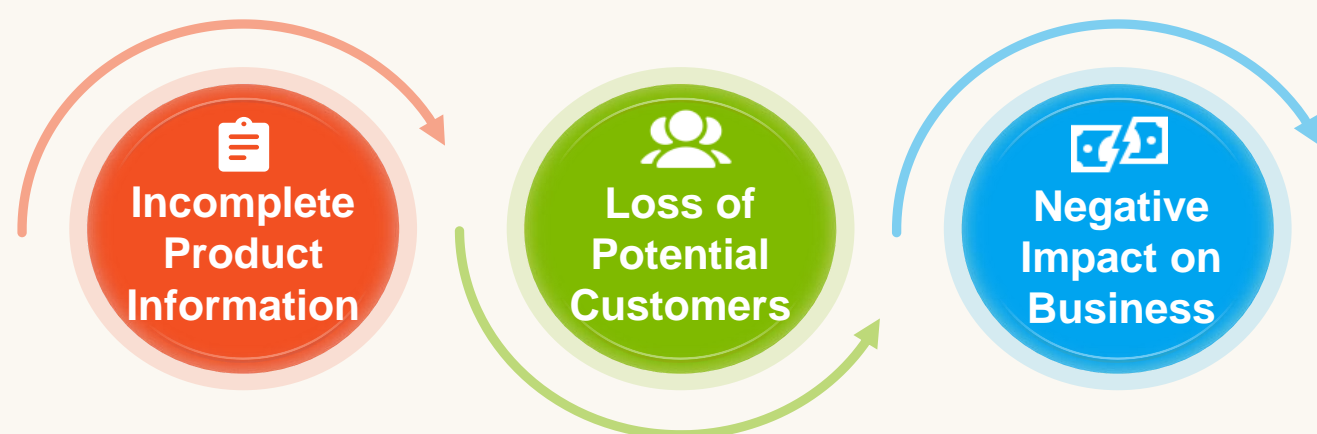 Incomplete
Product
Information
Loss of
Potential
Customers
Negative
Impact on
Business